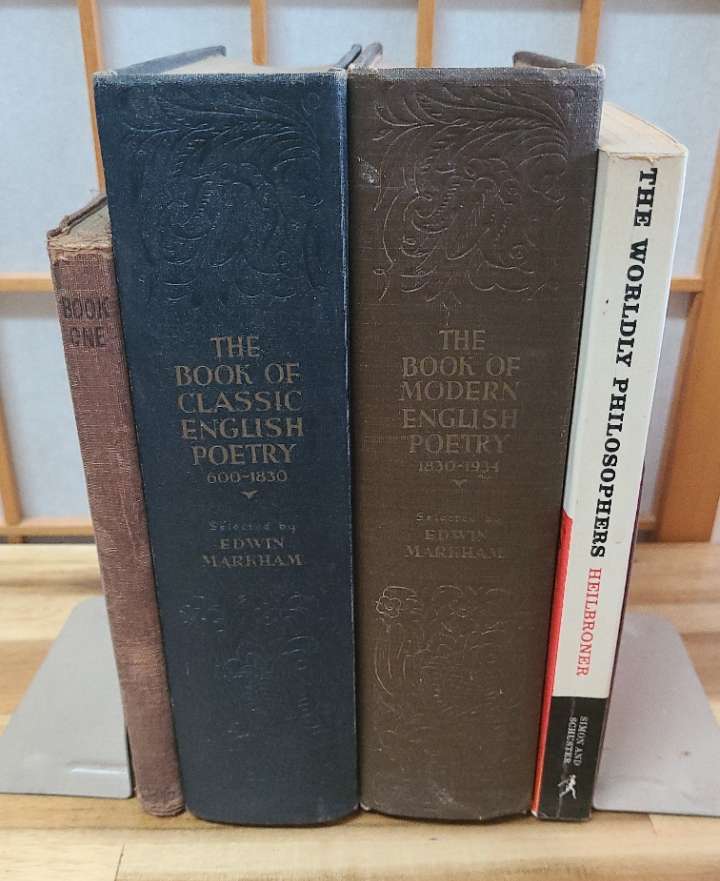 BOOK
ONE
THE
BOOK OF
CLASSIC
ENGLISH
POETRY
600-1830
Selected by
EDWIN
MARKHAM
THE
BOOK OF
MODERN
ENGLISH
POETRY
1830-1934
Selected by
EDWIN
MARKHAM
THE WORLDLY PHILOSOPHERS HEILBRONER
SIMON AND
SCHUSTER